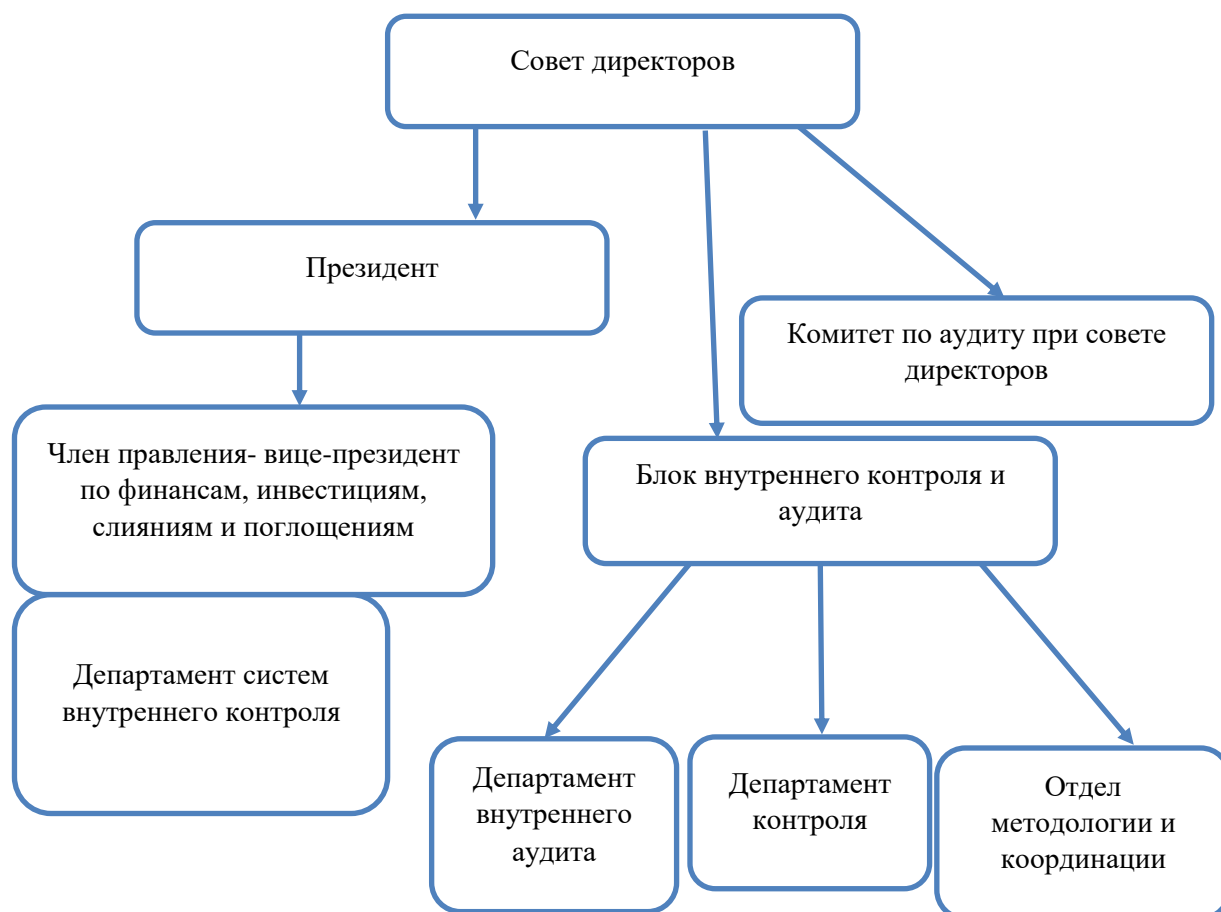 Совет директоров
Президент
Комитет по аудиту при совете
директоров
Член правления- вице-президент
по финансам, инвестициям,
слияниям и поглощениям
Блок внутреннего контроля и
аудита
Департамент систем
внутреннего контроля
Департамент
внутреннего
аудита
Департамент
контроля
Отдел
методологии и
координации